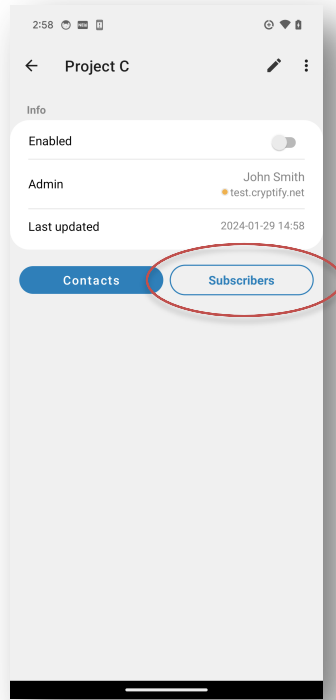 2:58
Project C
Info
Enabled
Admin
John Smith
test.cryptify.net
Last updated
2024-01-29 14:58
Contacts
Subscribers